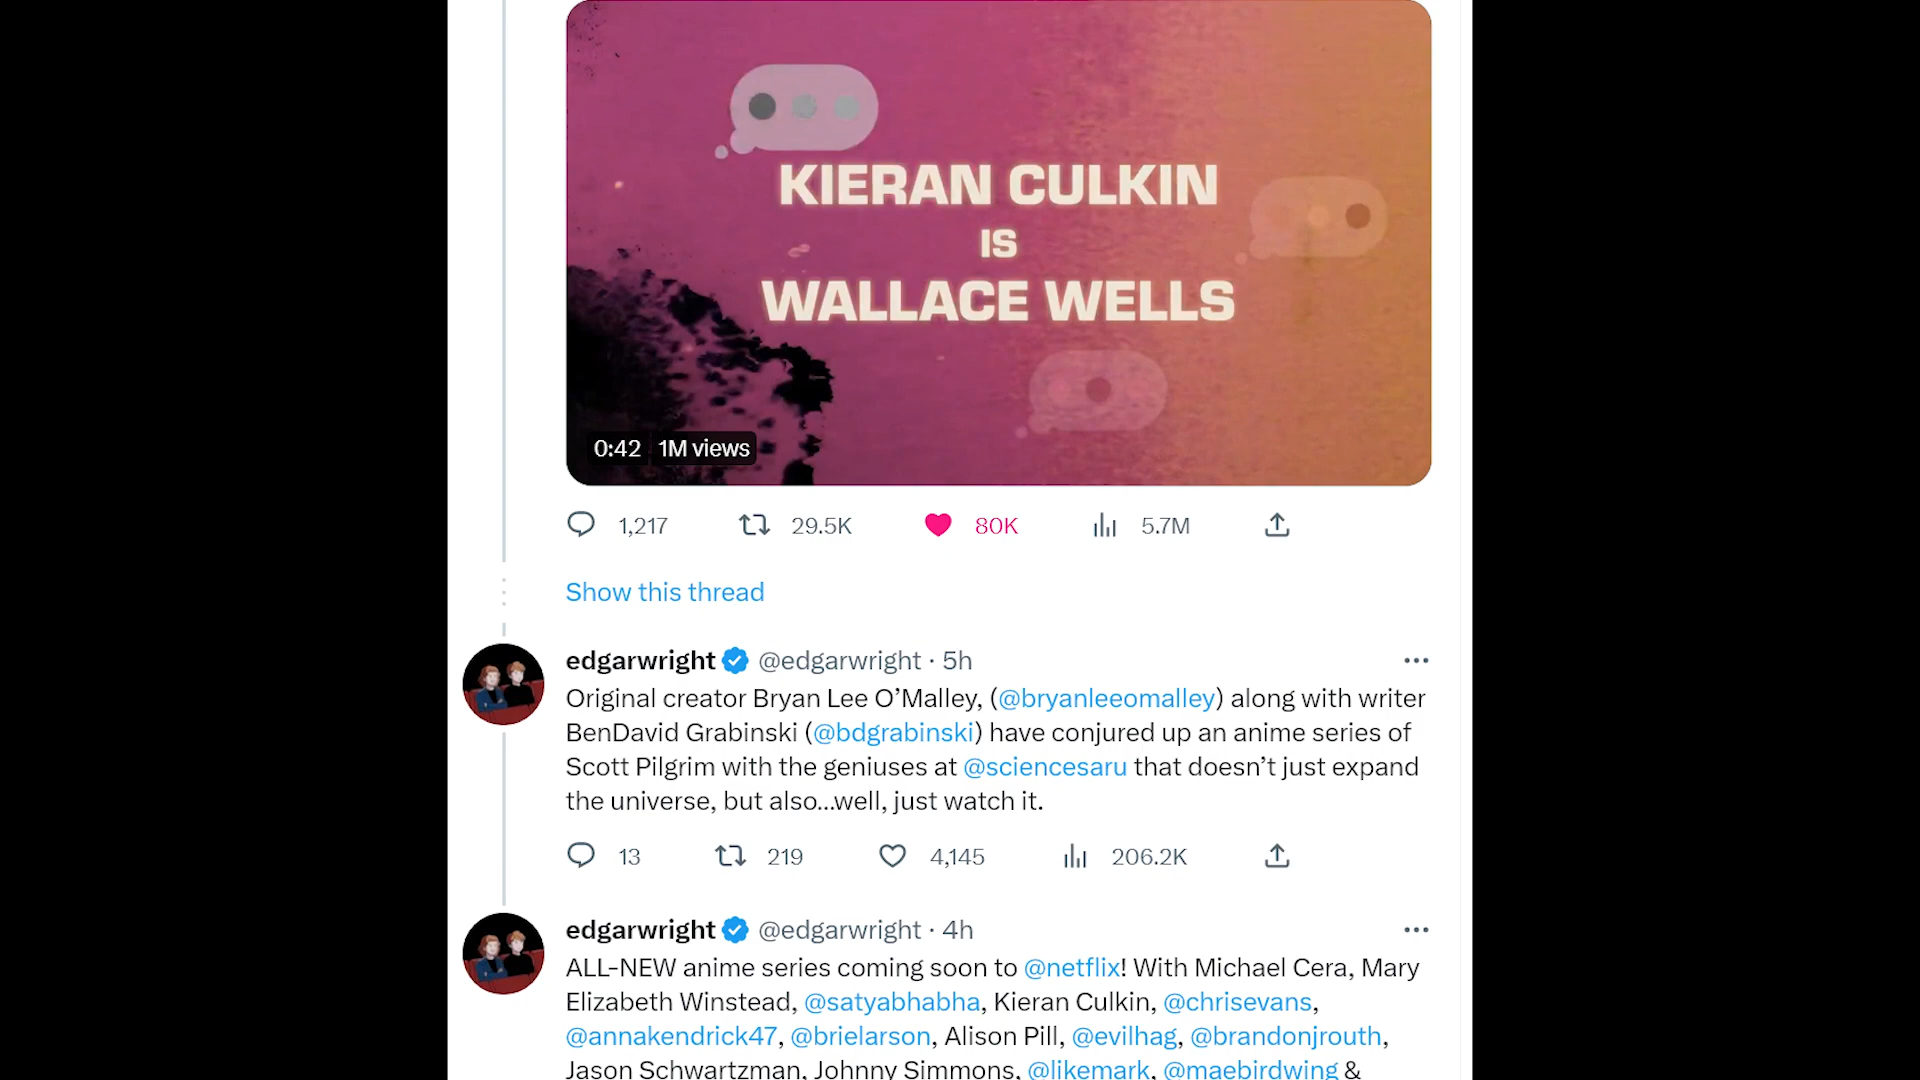 KIERAN CULKIN
IS
WALLACE WELLS
0:42 1M views
1,217 29.5K 80K 5.7M
Show this thread
edgarwright @edgarwright · 5h
Original creator Bryan Lee O’Malley, (@bryanleeomalley) along with writer
BenDavid Grabinski (@bdgrabinski) have conjured up an anime series of
Scott Pilgrim with the geniuses at @sciencesaru that doesn’t just expand
the universe, but also...well, just watch it.
13 219 4,145 206.2K
edgarwright @edgarwright · 4h
ALL-NEW anime series coming soon to @netflix! With Michael Cera, Mary
Elizabeth Winstead, @satyabhabha, Kieran Culkin, @chrisevans,
@annakendrick47, @brielarson, Alison Pill, @evilhag, @brandonjrouth,
Jason Schwartzman, Johnny Simmons, @likemark, @maebirdwing &